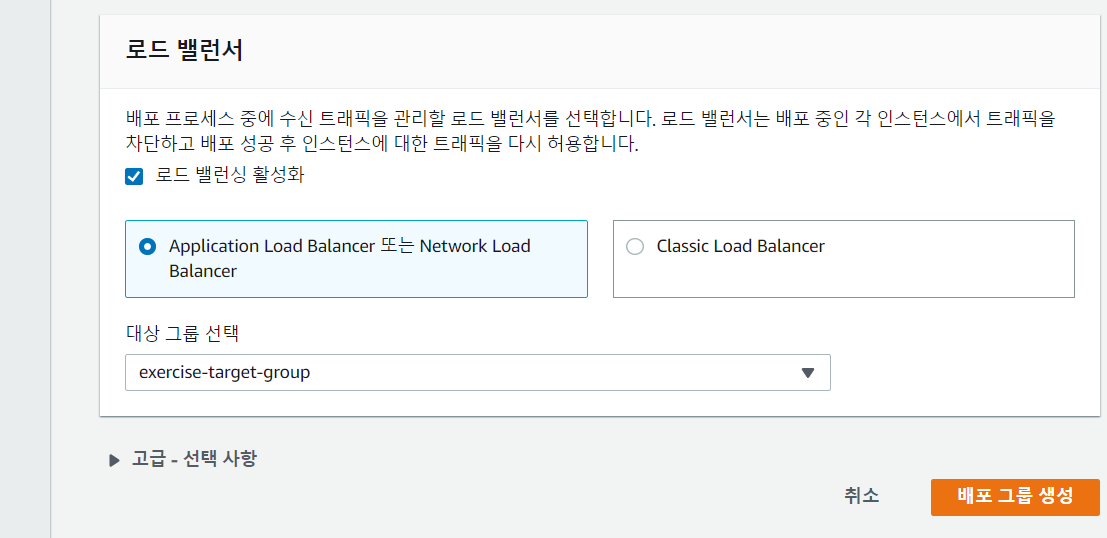 로드 밸런서
배포 프로세스 중에 수신 트래픽을 관리할 로드 밸런서를 선택합니다. 로드 밸런서는 배포 중인 각 인스턴스에서 트래픽을
차단하고 배포 성공 후 인스턴스에 대한 트래픽을 다시 허용합니다.
로드 밸런싱 활성화
Application Load Balancer 또는 Network Load
Balancer
Classic Load Balancer
대상 그룹 선택
exercise-target-group
고급 - 선택 사항
취소
배포 그룹 생성